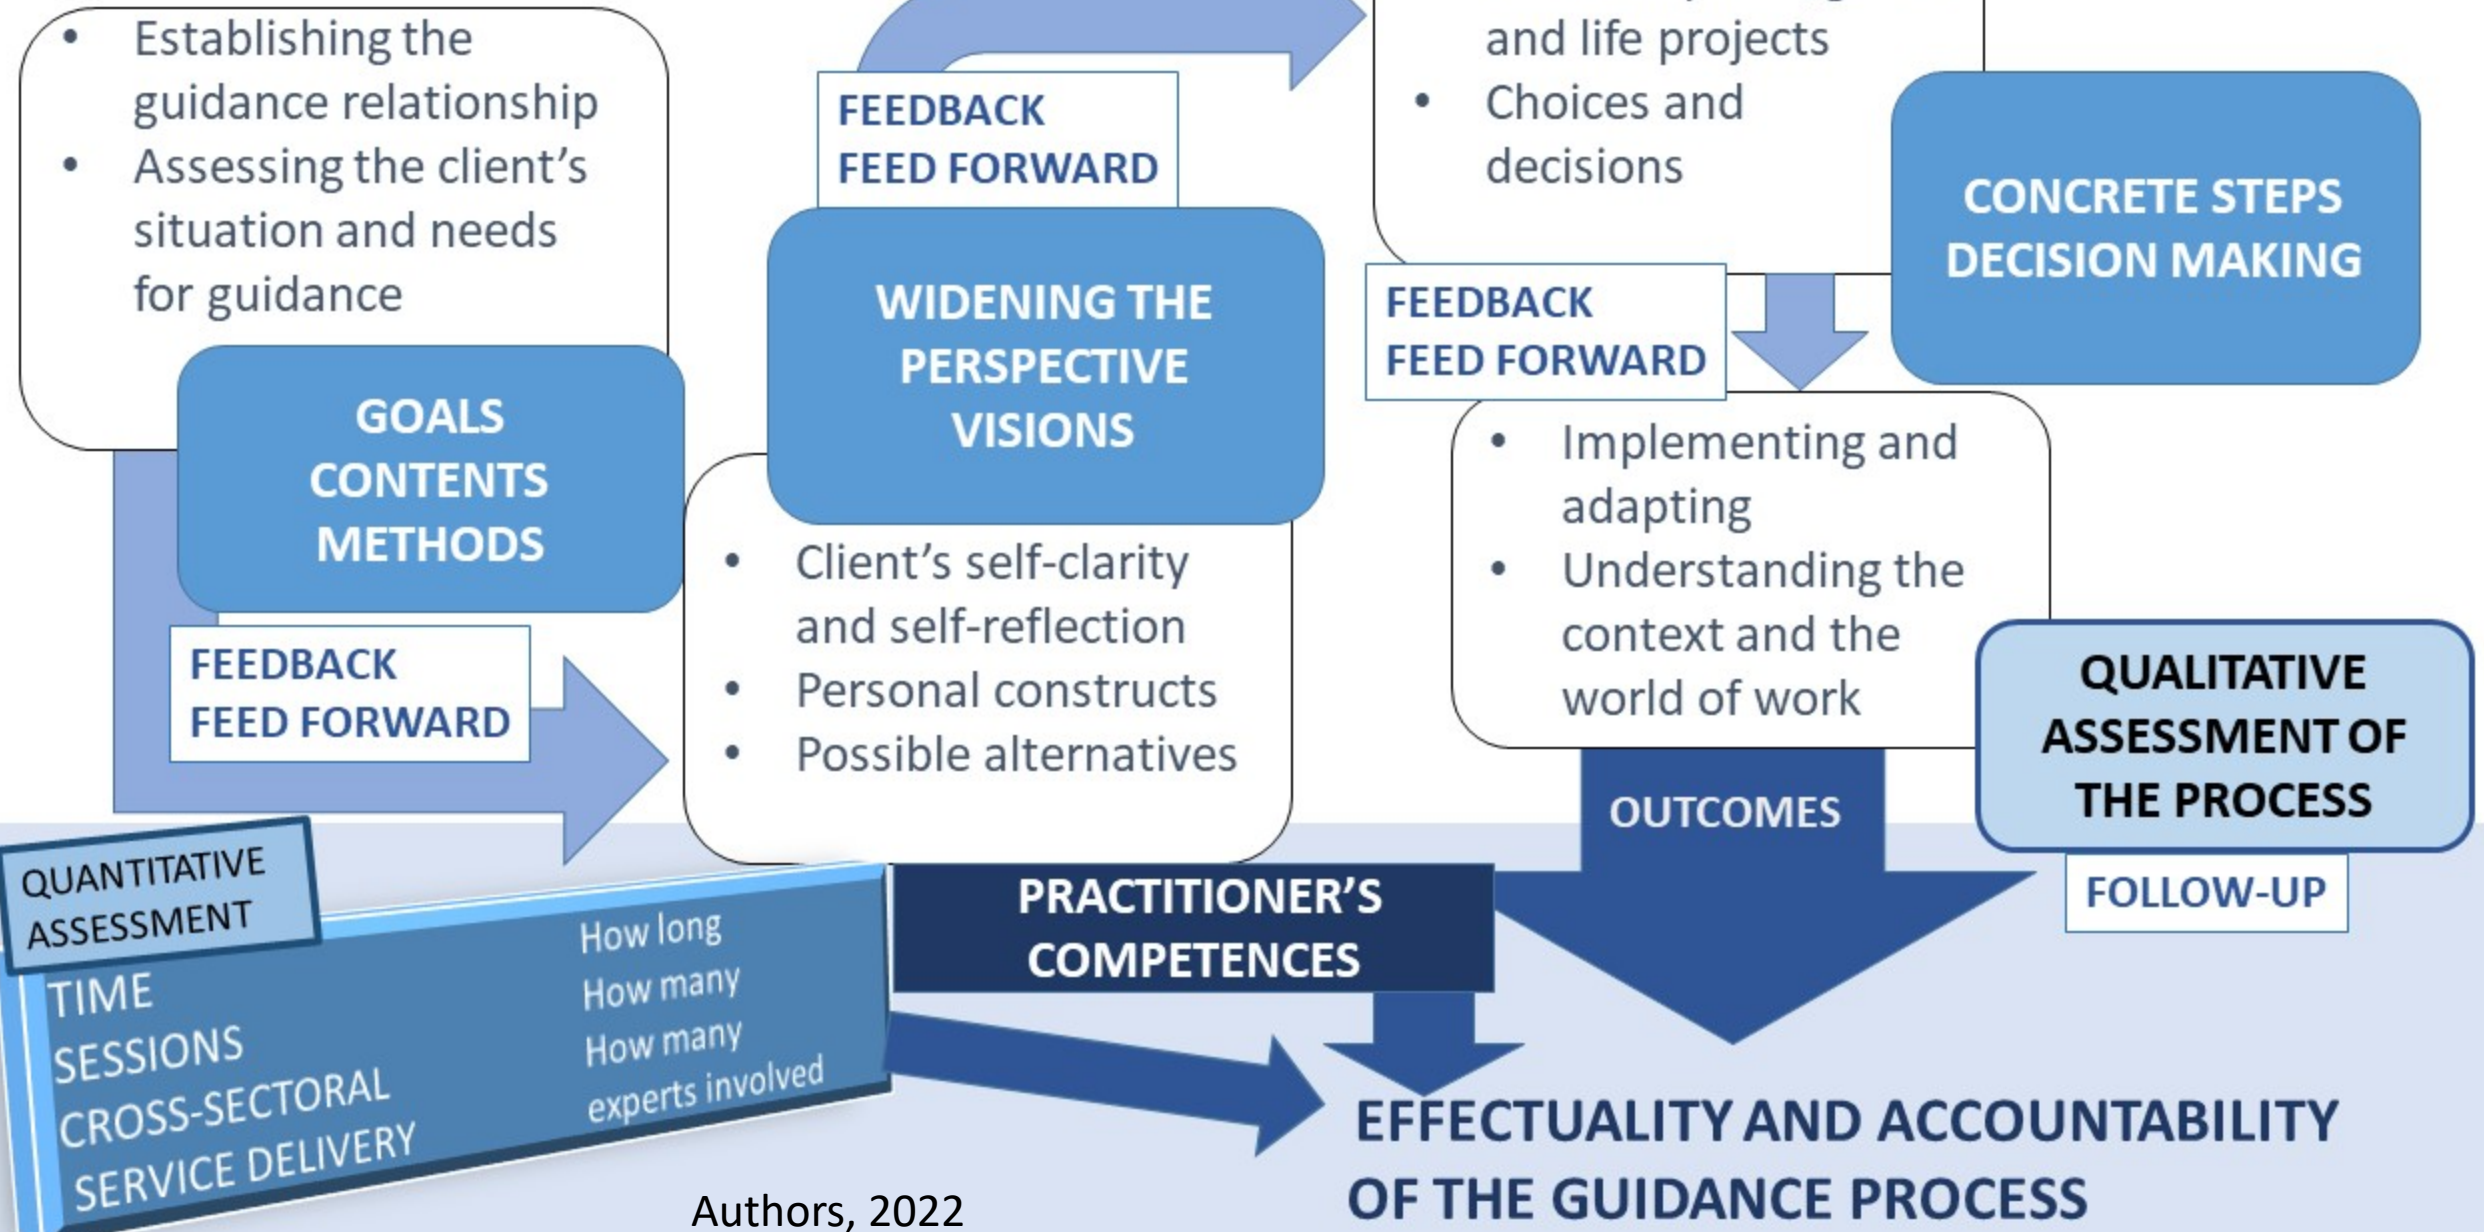 • Establishing the
guidance relationship
• Assessing the client’s
situation and needs
for guidance
GOALS
CONTENTS
METHODS
FEEDBACK
FEED FORWARD
FEEDBACK
FEED FORWARD
WIDENING THE
PERSPECTIVE
VISIONS
• Client’s self-clarity
and self-reflection
• Personal constructs
• Possible alternatives
and life projects
• Choices and
decisions
CONCRETE STEPS
DECISION MAKING
FEEDBACK
FEED FORWARD
• Implementing and
adapting
• Understanding the
context and the
world of work
QUALITATIVE
ASSESSMENT OF
THE PROCESS
FOLLOW-UP
OUTCOMES
QUANTITATIVE
ASSESSMENT
TIME
SESSIONS
CROSS-SECTORAL
SERVICE DELIVERY
How long
How many
How many
experts involved
PRACTITIONER’S
COMPETENCES
EFFECTUALITY AND ACCOUNTABILITY
OF THE GUIDANCE PROCESS
Authors, 2022